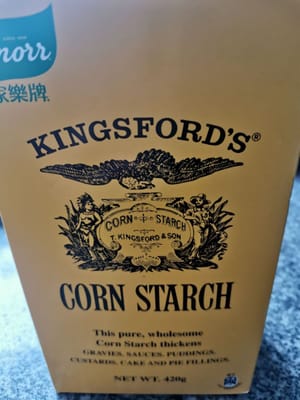 norr
家樂牌
KINGSFORD'S®
CORN STARCH
T. KINGSFORD & SON
CORN STARCH
This pure, wholesome
Corn Starch thickens
GRAVIES, SAUCES, PUDDINGS,
CUSTARDS, CAKE AND PIE FILLINGS.
NET WT. 420g